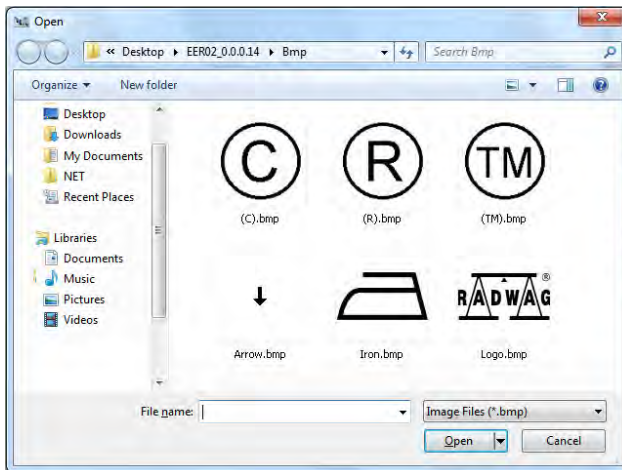 Open
« Desktop ▸ EER02_0.0.0.14 ▸ Bmp
Search Bmp
Organize ▾ New folder
Desktop
Downloads
My Documents
NET
Recent Places
Libraries
Documents
Music
Pictures
Videos
C R TM
(C).bmp (R).bmp (TM).bmp
RADWAG®
Arrow.bmp Iron.bmp Logo.bmp
File name: Image Files (*.bmp)
Open Cancel